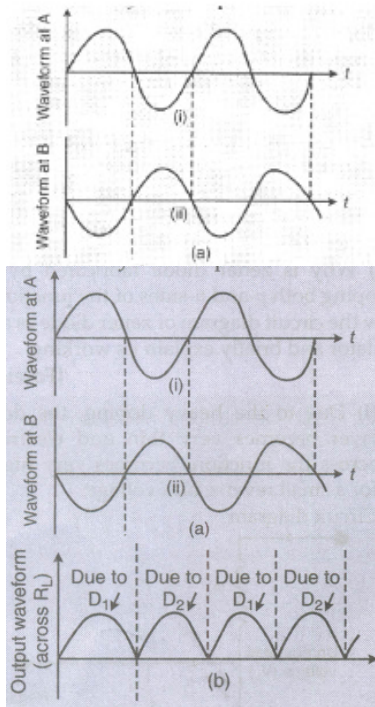 Waveform at A
t
(i)
Waveform at B
t
(ii)
(a)
Waveform at A
t
(i)
Waveform at B
t
(ii)
(a)
Output waveform
(across RL)
Due to
D1
Due to
D2
Due to
D1
Due to
D2
(b)